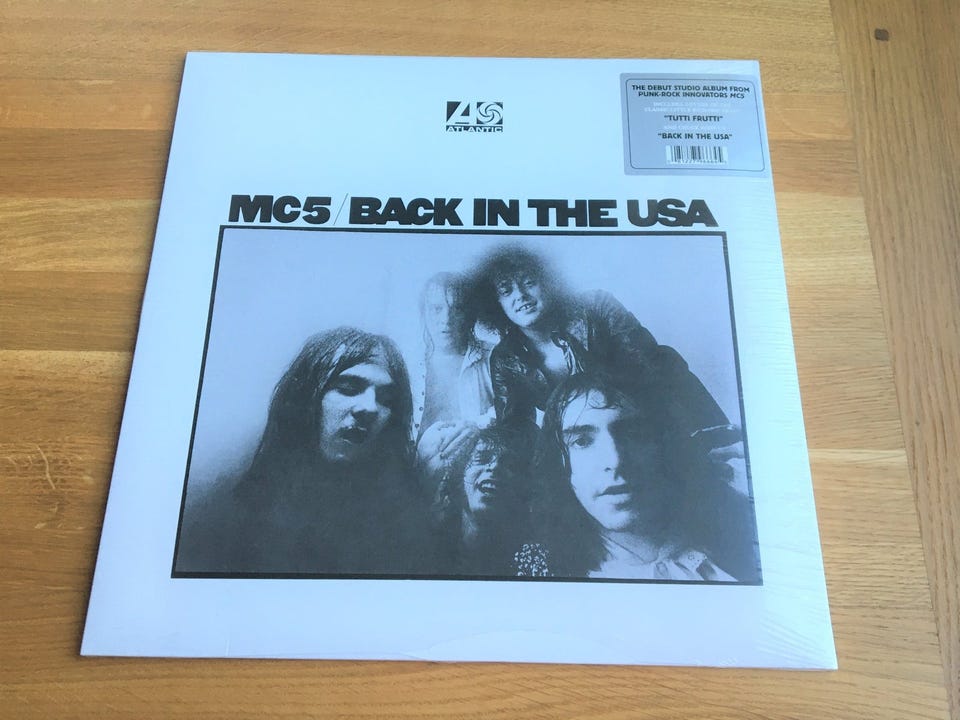 ATLANTIC
THE DEBUT STUDIO ALBUM FROM
PUNK-ROCK INNOVATORS MC5
"TUTTI FRUTTI"
"BACK IN THE USA"
MC5/BACK IN THE USA